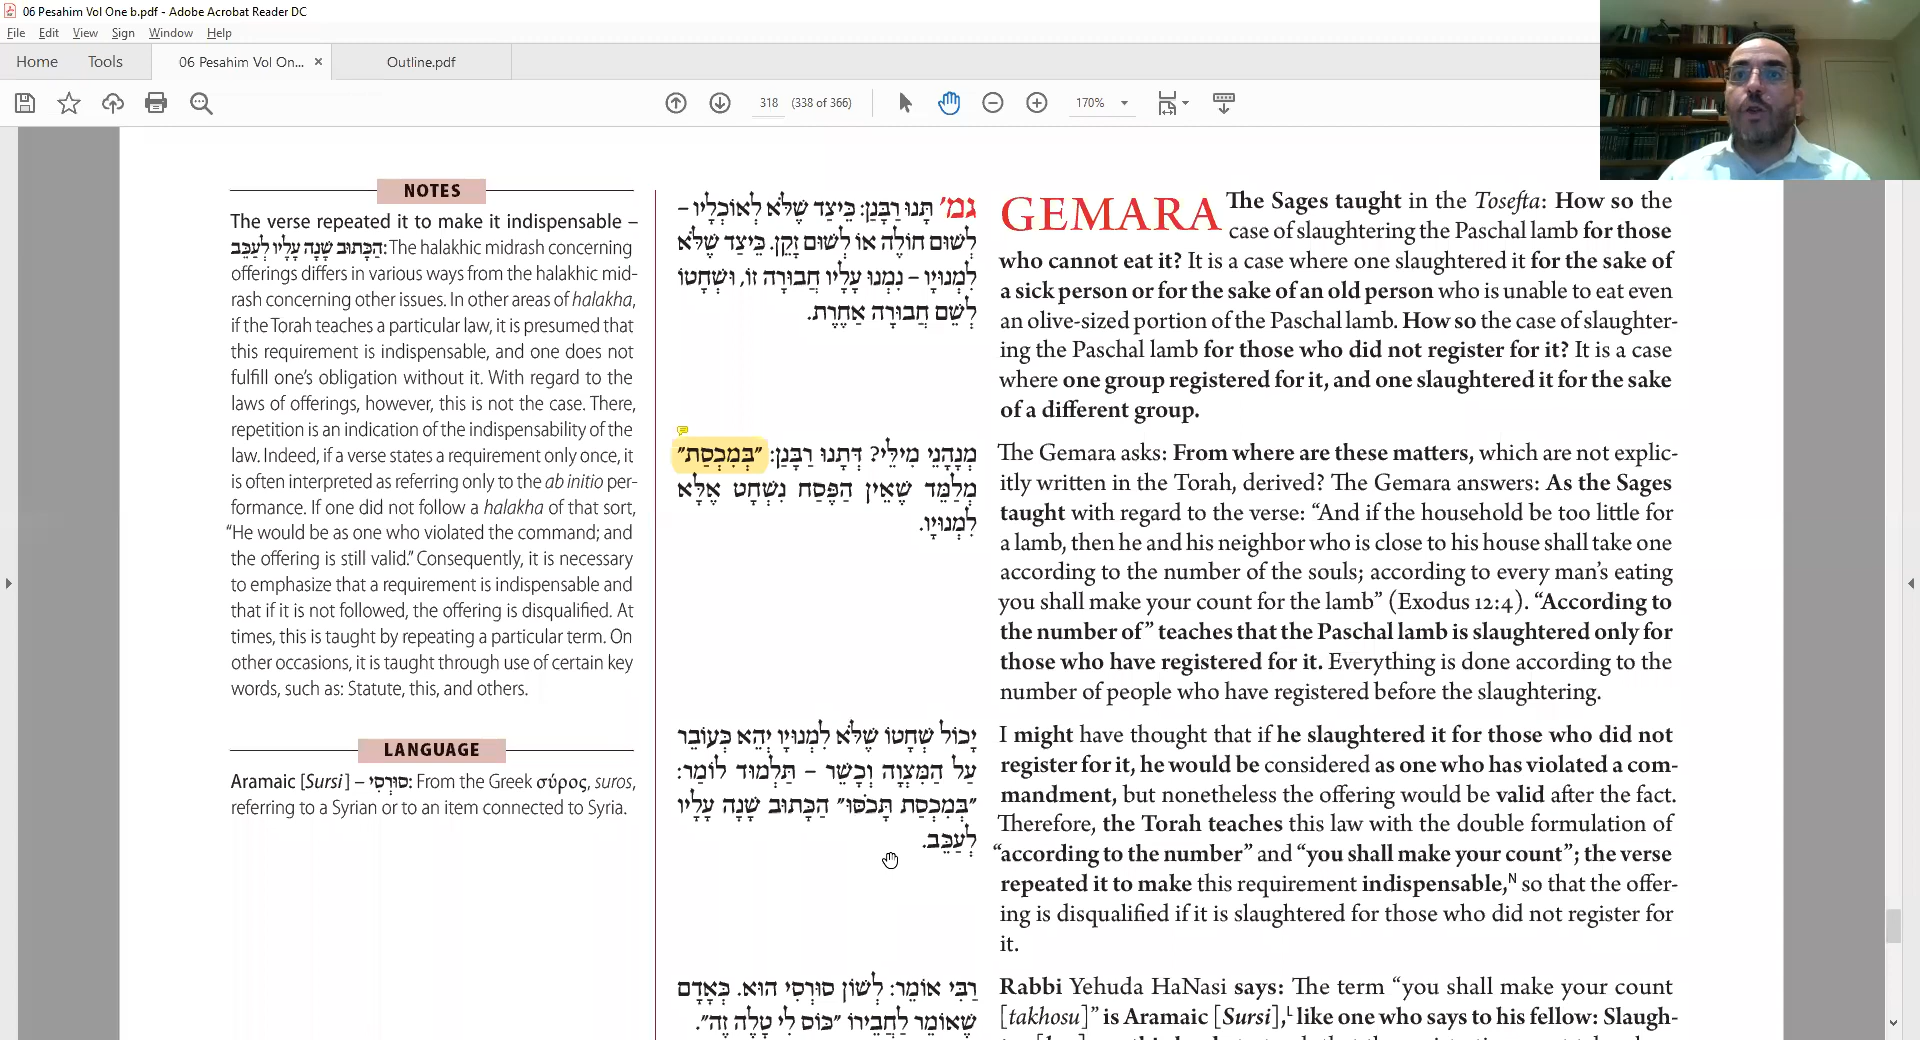 06 Pesahim Vol One b.pdf - Adobe Acrobat Reader DC
File Edit View Sign Window Help
Home Tools 06 Pesahim Vol On... × Outline.pdf
318 (338 of 366) 170%
NOTES
The verse repeated it to make it indispensable –
הַכָּתוּב שָׁנָה עָלָיו לְעַכֵּב: The halakhic midrash concerning
offerings differs in various ways from the halakhic mid-
rash concerning other issues. In other areas of halakha,
if the Torah teaches a particular law, it is presumed that
this requirement is indispensable, and one does not
fulfill one's obligation without it. With regard to the
laws of offerings, however, this is not the case. There,
repetition is an indication of the indispensability of the
law. Indeed, if a verse states a requirement only once, it
is often interpreted as referring only to the ab initio per-
formance. If one did not follow a halakha of that sort,
“He would be as one who violated the command; and
the offering is still valid.” Consequently, it is necessary
to emphasize that a requirement is indispensable and
that if it is not followed, the offering is disqualified. At
times, this is taught by repeating a particular term. On
other occasions, it is taught through use of certain key
words, such as: Statute, this, and others.
LANGUAGE
Aramaic [Sursi] – סוּרְסִי: From the Greek σύρος, suros,
referring to a Syrian or to an item connected to Syria.
גמ׳ תָּנוּ רַבָּנַן: כֵּיצַד שֶׁלֹּא לְאוֹכְלָיו –
לְשׁוּם חוֹלֶה אוֹ לְשׁוּם זָקֵן. כֵּיצַד שֶׁלֹּא
לִמְנוּיָו – נִמְנוּ עָלָיו חֲבוּרָה זוֹ, וּשְׁחָטוֹ
לְשֵׁם חֲבוּרָה אַחֶרֶת.
מְנָהָנֵי מִילֵּי? דְּתָנוּ רַבָּנַן: ״בְּמִכְסַת״
מְלַמֵּד שֶׁאֵין הַפֶּסַח נִשְׁחָט אֶלָּא
לִמְנוּיָו.
יָכוֹל שְׁחָטוֹ שֶׁלֹּא לִמְנוּיָו יְהֵא כְּעוֹבֵר
עַל הַמִּצְוָה וְכָשֵׁר – תַּלְמוּד לוֹמַר:
״בְּמִכְסַת תָּכֹסּוּ״ הַכָּתוּב שָׁנָה עָלָיו
לְעַכֵּב.
רַבִּי אוֹמֵר: לְשׁוֹן סוּרְסִי הוּא. כְּאָדָם
שֶׁאוֹמֵר לַחֲבֵירוֹ ״כּוֹס לִי טָלֶה זֶה״.
GEMARA The Sages taught in the Tosefta: How so the
case of slaughtering the Paschal lamb for those
who cannot eat it? It is a case where one slaughtered it for the sake of
a sick person or for the sake of an old person who is unable to eat even
an olive-sized portion of the Paschal lamb. How so the case of slaughter-
ing the Paschal lamb for those who did not register for it? It is a case
where one group registered for it, and one slaughtered it for the sake
of a different group.
The Gemara asks: From where are these matters, which are not explic-
itly written in the Torah, derived? The Gemara answers: As the Sages
taught with regard to the verse: “And if the household be too little for
a lamb, then he and his neighbor who is close to his house shall take one
according to the number of the souls; according to every man's eating
you shall make your count for the lamb” (Exodus 12:4). “According to
the number of” teaches that the Paschal lamb is slaughtered only for
those who have registered for it. Everything is done according to the
number of people who have registered before the slaughtering.
I might have thought that if he slaughtered it for those who did not
register for it, he would be considered as one who has violated a com-
mandment, but nonetheless the offering would be valid after the fact.
Therefore, the Torah teaches this law with the double formulation of
“according to the number” and “you shall make your count”; the verse
repeated it to make this requirement indispensable,ᴺ so that the offer-
ing is disqualified if it is slaughtered for those who did not register for
it.
Rabbi Yehuda HaNasi says: The term “you shall make your count
[takhosu]” is Aramaic [Sursi],ᴸ like one who says to his fellow: Slaugh-